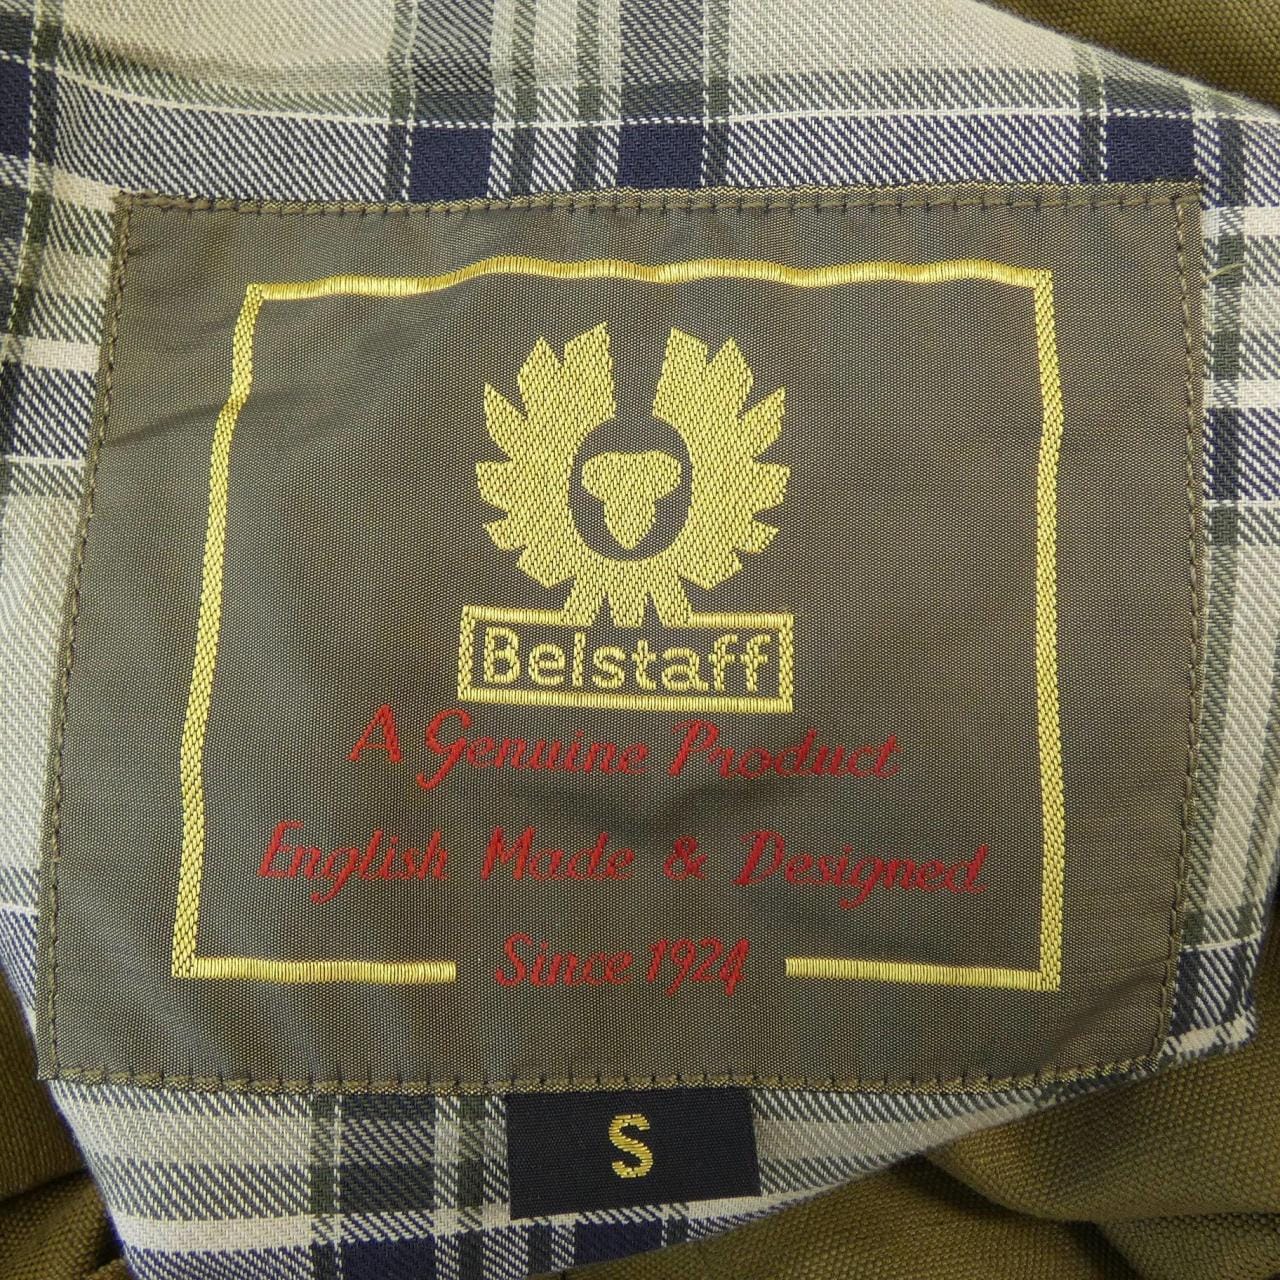 Belstaff
A Genuine Product
English Made & Designed
Since 1924
S